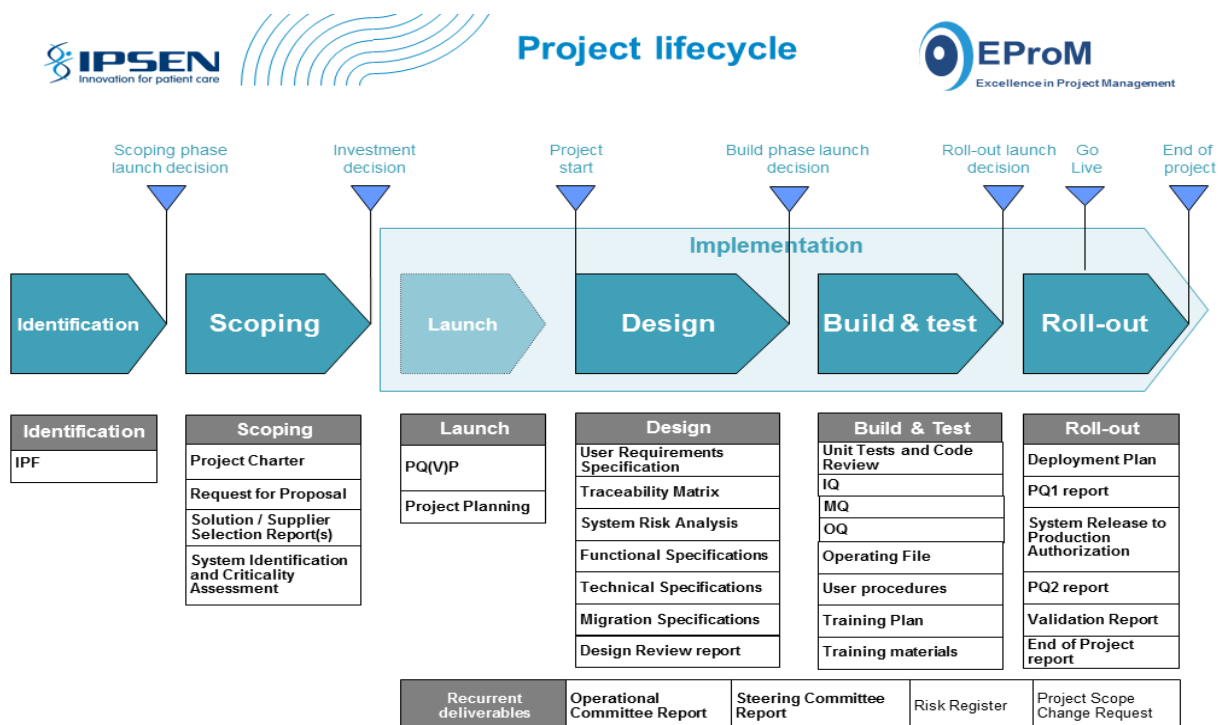 IPSEN
Innovation for patient care
Project lifecycle
EProM
Excellence in Project Management
Scoping phase
launch decision
Investment
decision
Project
start
Build phase launch
decision
Roll-out launch
decision
Go
Live
End of
project
Implementation
Identification
Scoping
Launch
Design
Build & test
Roll-out
Identification
IPF
Scoping
Project Charter
Request for Proposal
Solution / Supplier
Selection Report(s)
System Identification
and Criticality
Assessment
Launch
PQ(V)P
Project Planning
Design
User Requirements
Specification
Traceability Matrix
System Risk Analysis
Functional Specifications
Technical Specifications
Migration Specifications
Design Review report
Build & Test
Unit Tests and Code
Review
IQ
MQ
OQ
Operating File
User procedures
Training Plan
Training materials
Roll-out
Deployment Plan
PQ1 report
System Release to
Production
Authorization
PQ2 report
Validation Report
End of Project
report
Recurrent
deliverables
Operational
Committee Report
Steering Committee
Report
Risk Register
Project Scope
Change Request